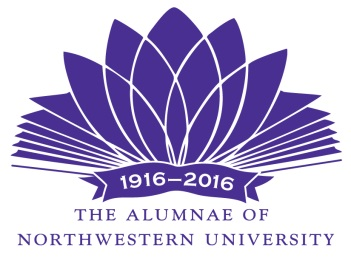 1916–2016
THE ALUMNAE OF
NORTHWESTERN UNIVERSITY